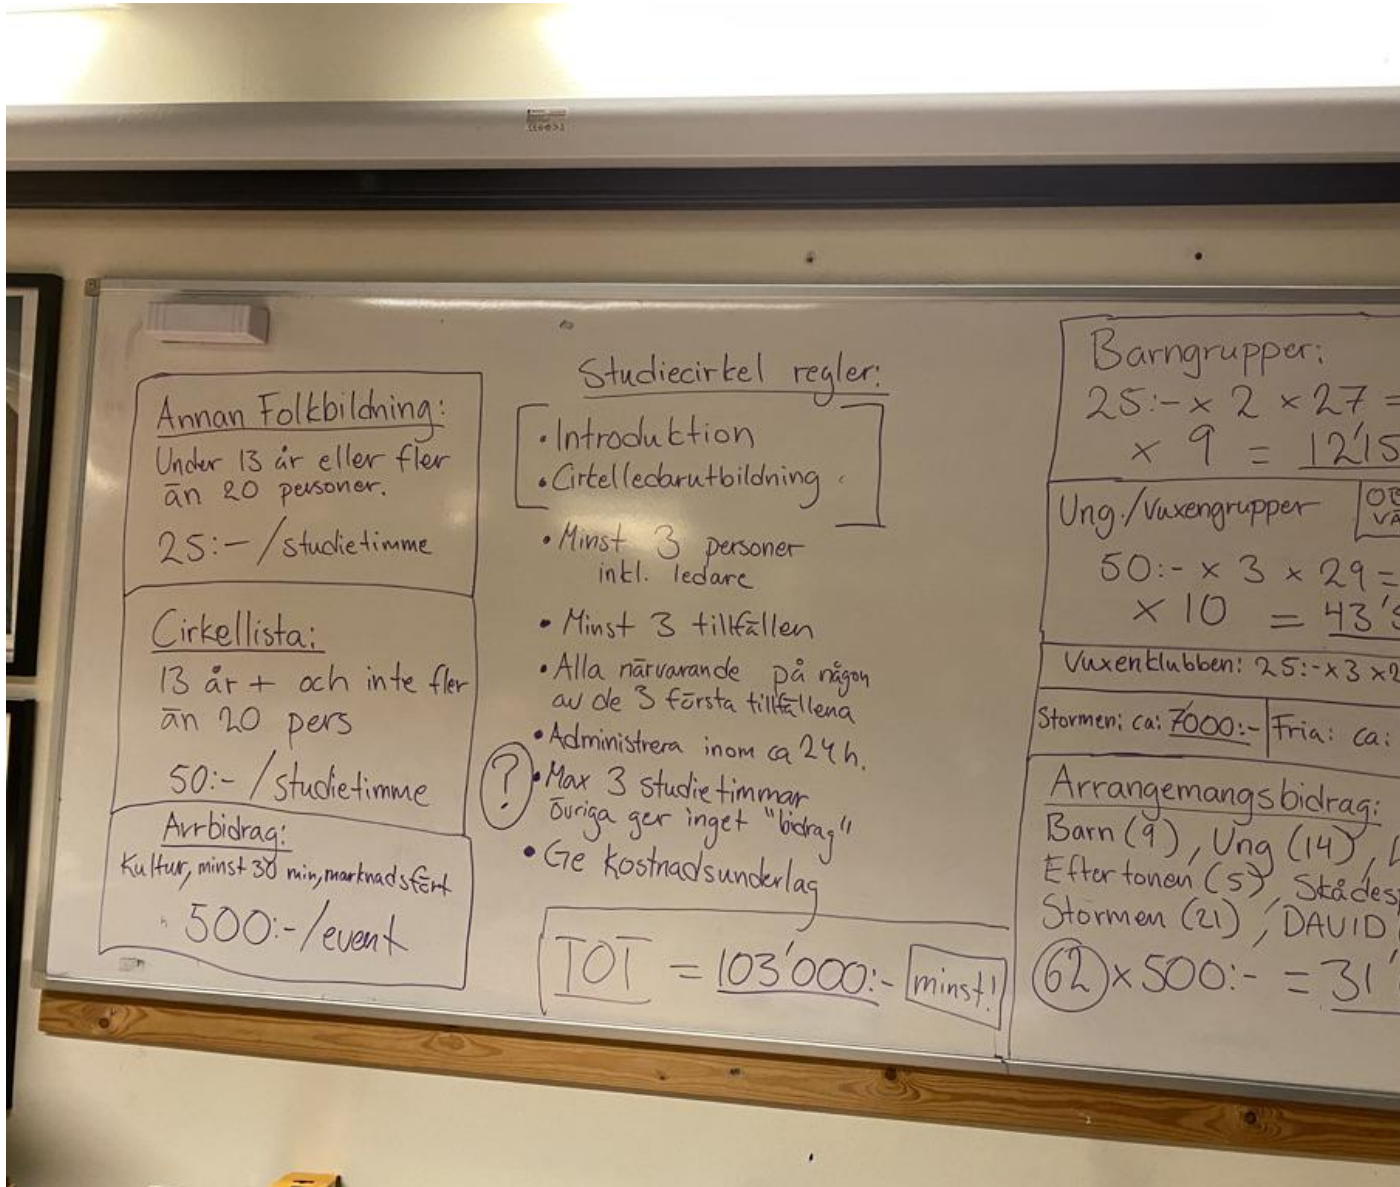 Annan Folkbildning:
Under 13 år eller fler
än 20 personer.
25:- /studietimme
Cirkellista:
13 år + och inte fler
än 20 pers
50:- /studietimme
Arrbidrag:
Kultur, minst 30 min, marknadsfört
500:-/event
Studiecirkel regler:
• Introduktion
• Cirkelledarutbildning
• Minst 3 personer
inkl. ledare
• Minst 3 tillfällen
• Alla närvarande på någon
av de 3 första tillfällena
• Administrera inom ca 24h.
? • Max 3 studietimmar
övriga ger inget "bidrag"
• Ge kostnadsunderlag
TOT = 103'000:- minst!
Barngrupper:
25:- x 2 x 27 =
x 9 = 12'15
Ung./Vuxengrupper
50:- x 3 x 29 =
x 10 = 43'
Vuxenklubben: 25:- x 3 x 2
Stormen: ca: 7000:- Fria: ca:
Arrangemangsbidrag:
Barn (9), Ung (14),
Eftertonen (5), Skådes
Stormen (21), DAVID
62 x 500:- = 31'